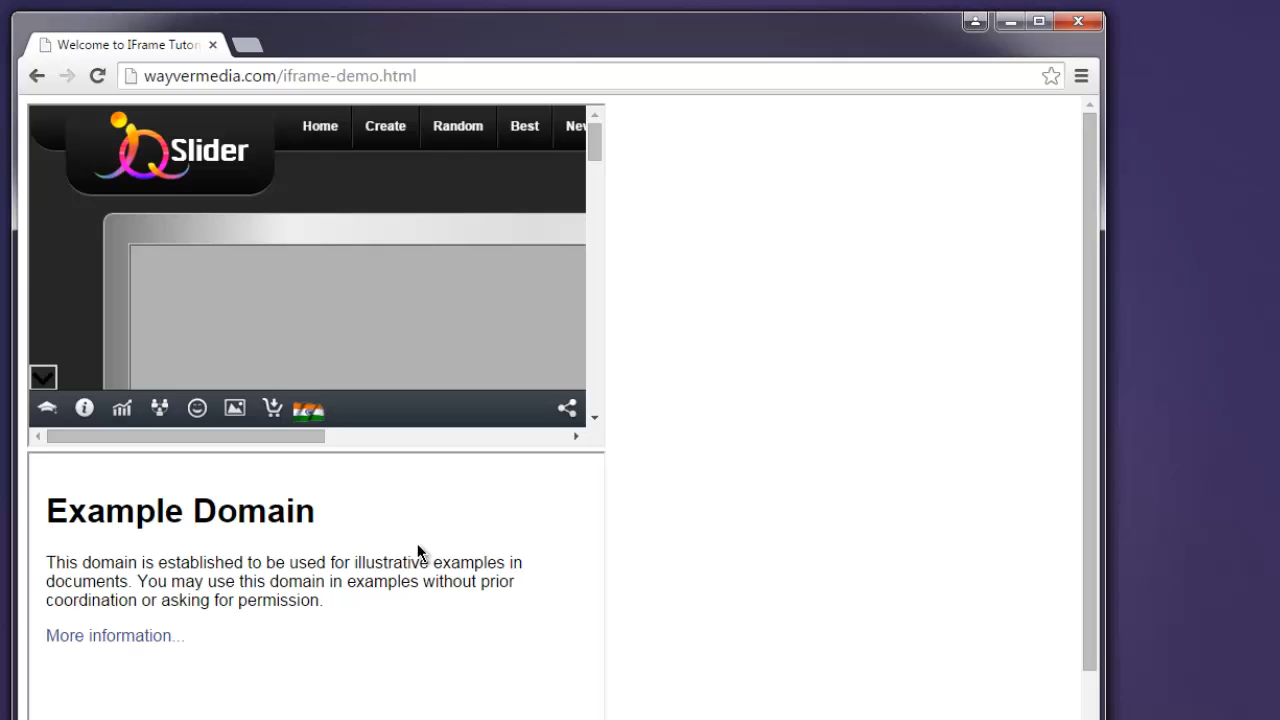 Welcome to IFrame Tutor
wayvermedia.com/iframe-demo.html
iQ Slider
Home Create Random Best Nev
Example Domain
This domain is established to be used for illustrative examples in
documents. You may use this domain in examples without prior
coordination or asking for permission.
More information...